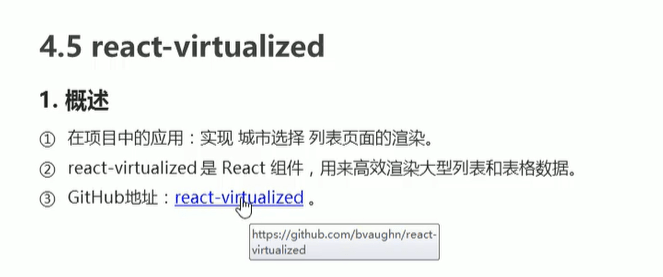 4.5 react-virtualized
1. 概述
① 在项目中的应用：实现 城市选择 列表页面的渲染。
② react-virtualized 是 React 组件，用来高效渲染大型列表和表格数据。
③ GitHub地址：react-virtualized 。
https://github.com/bvaughn/react-
virtualized